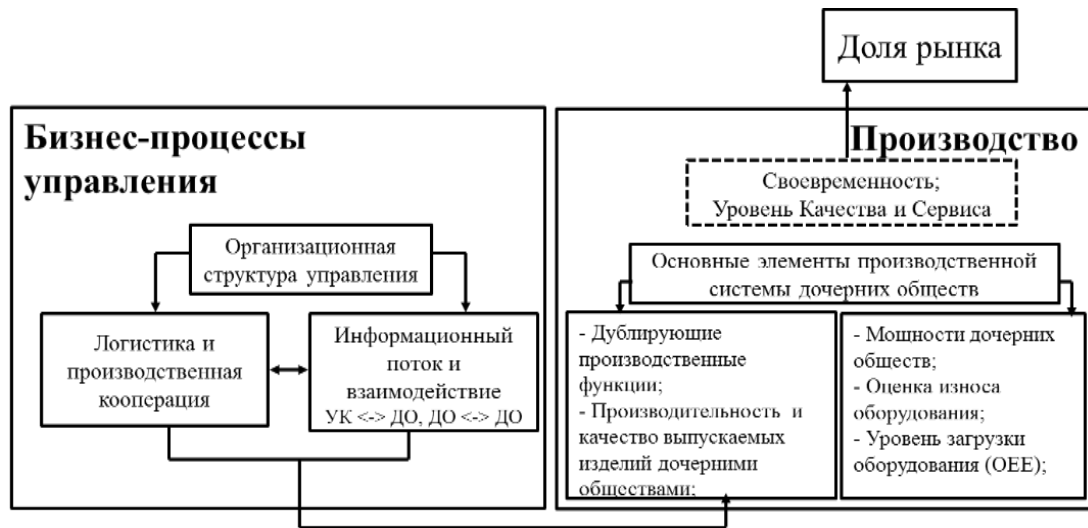 Доля рынка
Бизнес-процессы
управления
Организационная
структура управления
Логистика и
производственная
кооперация
Информационный
поток и
взаимодействие
УК <-> ДО, ДО <-> ДО
Производство
Своевременность;
Уровень Качества и Сервиса
Основные элементы производственной
системы дочерних обществ
- Дублирующие
производственные
функции;
- Производительность и
качество выпускаемых
изделий дочерними
обществами;
- Мощности дочерних
обществ;
- Оценка износа
оборудования;
- Уровень загрузки
оборудования (OEE);